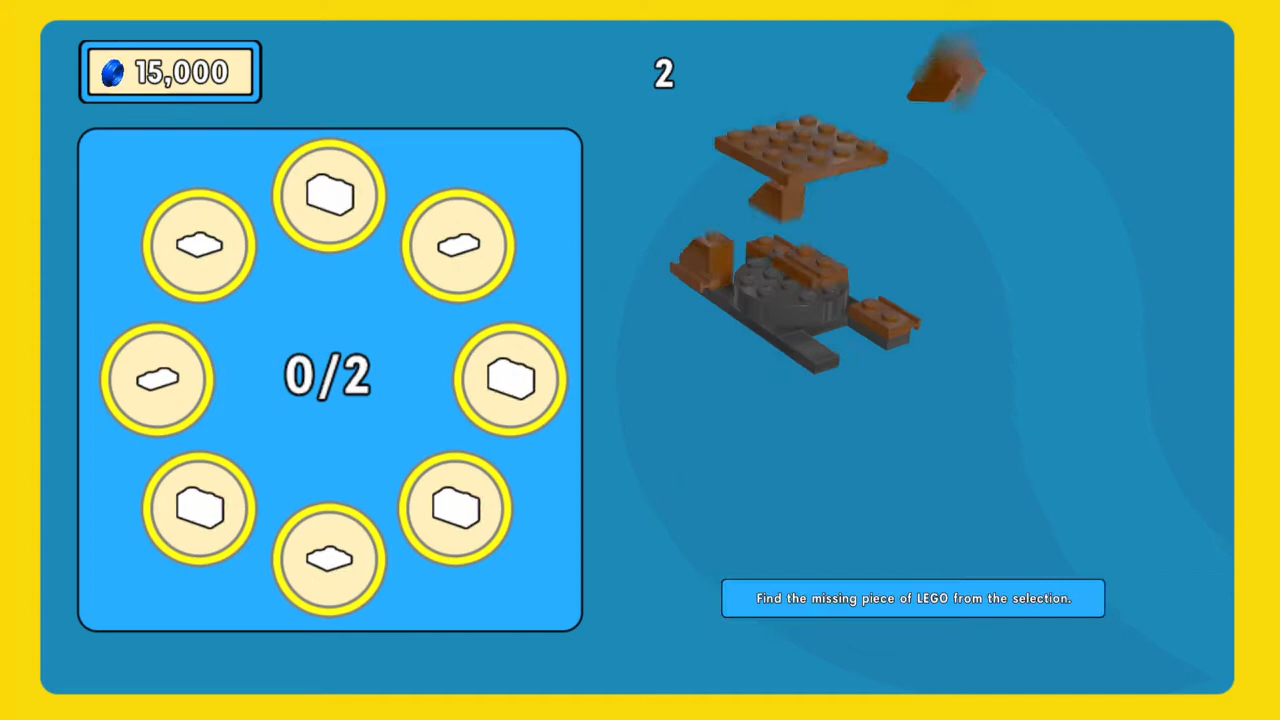 15,000
2
0/2
Find the missing piece of LEGO from the selection.